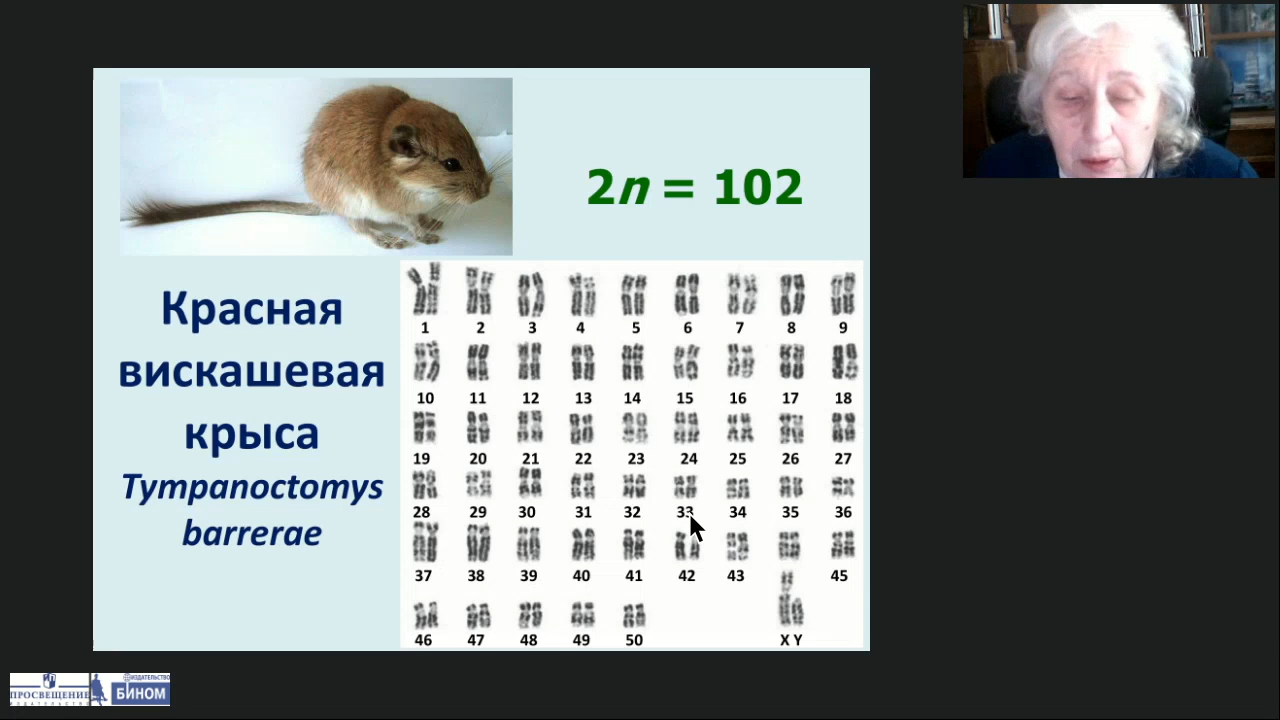 2n = 102
Красная
вискашевая
крыса
Tympanoctomys
barrerae
1 2 3 4 5 6 7 8 9
10 11 12 13 14 15 16 17 18
19 20 21 22 23 24 25 26 27
28 29 30 31 32 33 34 35 36
37 38 39 40 41 42 43 45
46 47 48 49 50 X Y
ПРОСВЕЩЕНИЕ
ИЗДАТЕЛЬСТВО
ИЗДАТЕЛЬСТВО
БИНОМ